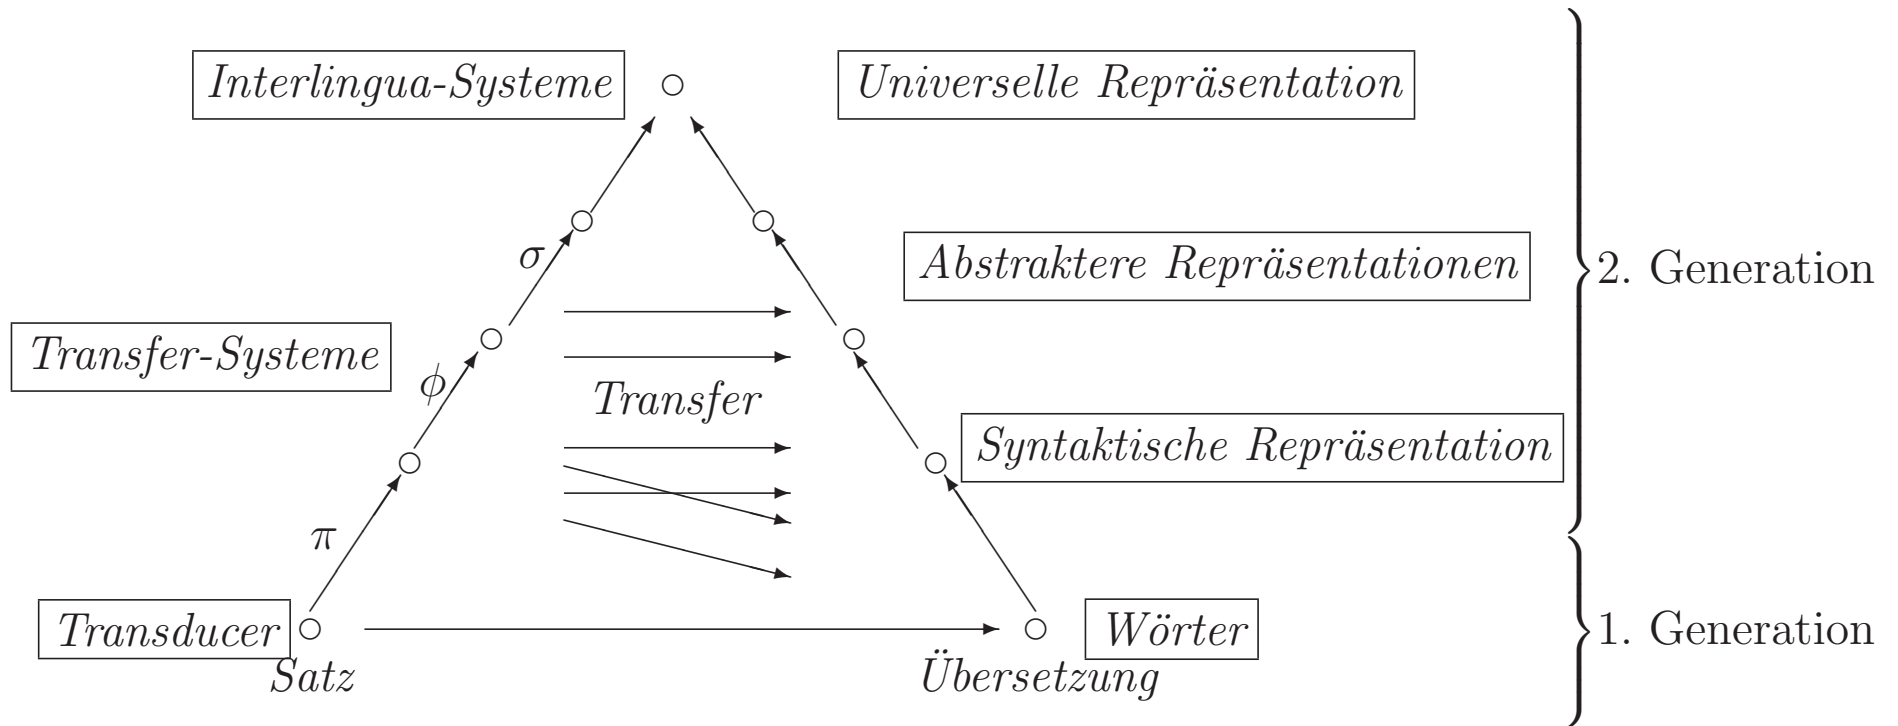 Interlingua-Systeme
Universelle Repräsentation
σ
Abstraktere Repräsentationen
2. Generation
Transfer-Systeme
ϕ
Transfer
Syntaktische Repräsentation
π
Transducer
Wörter
1. Generation
Satz
Übersetzung